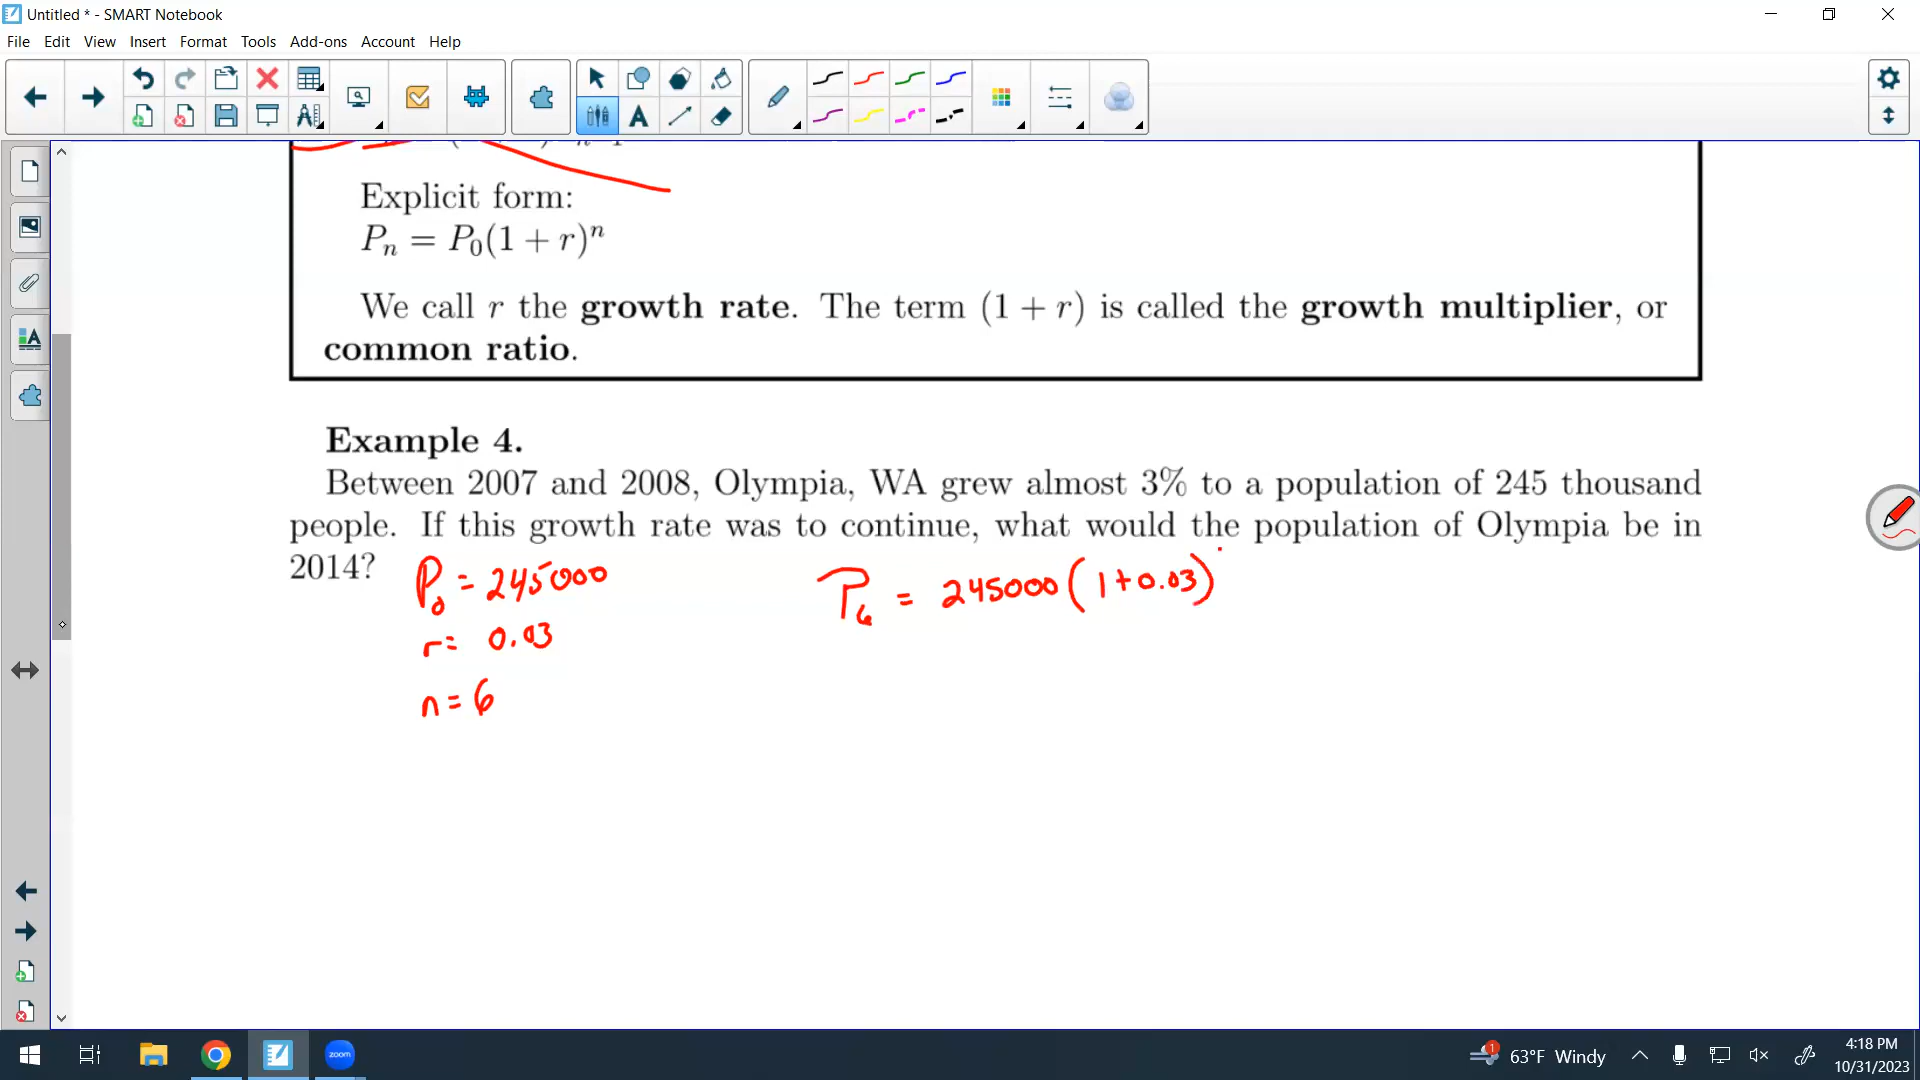 Untitled * - SMART Notebook
File Edit View Insert Format Tools Add-ons Account Help
Explicit form:
Pₙ = P₀(1 + r)ⁿ
We call r the growth rate. The term (1 + r) is called the growth multiplier, or
common ratio.
Example 4.
Between 2007 and 2008, Olympia, WA grew almost 3% to a population of 245 thousand
people. If this growth rate was to continue, what would the population of Olympia be in
2014?
P₀ = 245000
P₆ = 245000(1+0.03)
r = 0.03
n = 6
zoom
1
63°F Windy
4:18 PM
10/31/2023